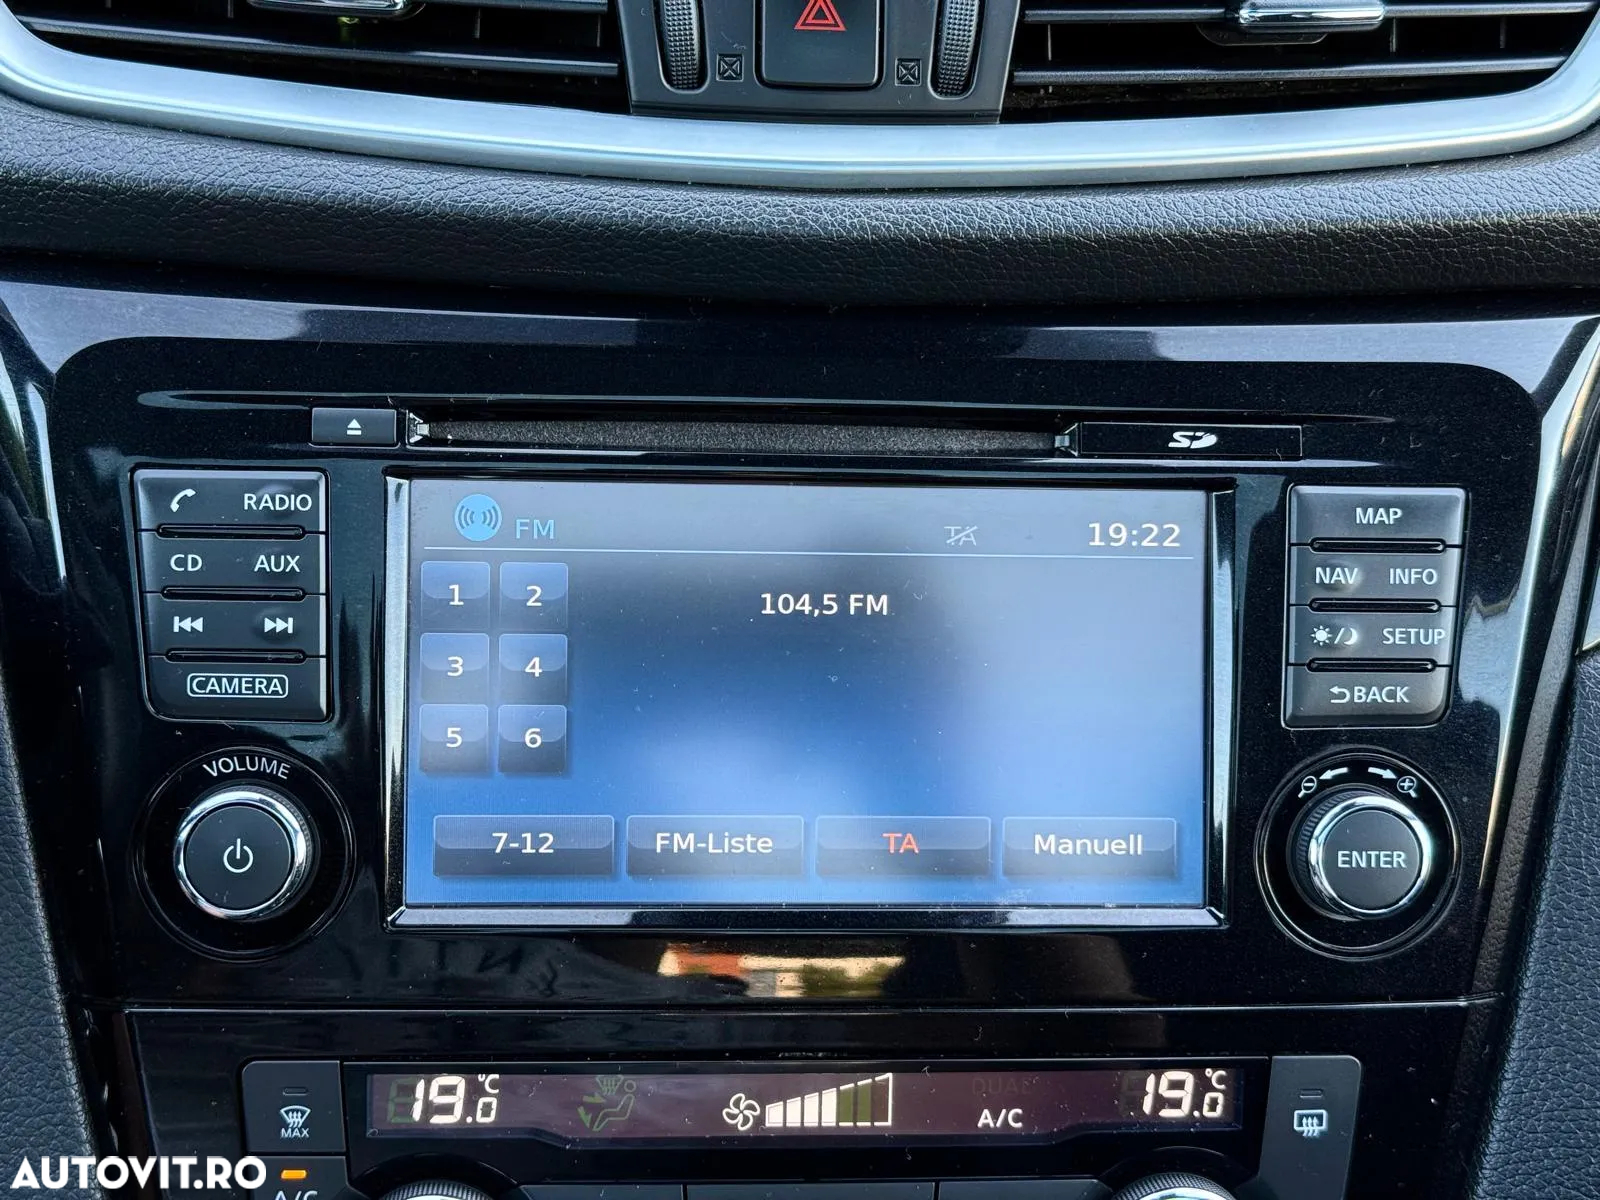 SD
RADIO
CD AUX
CAMERA
VOLUME
FM TA 19:22
104,5 FM
1 2
3 4
5 6
7-12 FM-Liste TA Manuell
MAP
NAV INFO
SETUP
BACK
ENTER
MAX
19.0 °C
DUAL
A/C
19.0 °C
A/C
AUTOVIT.RO